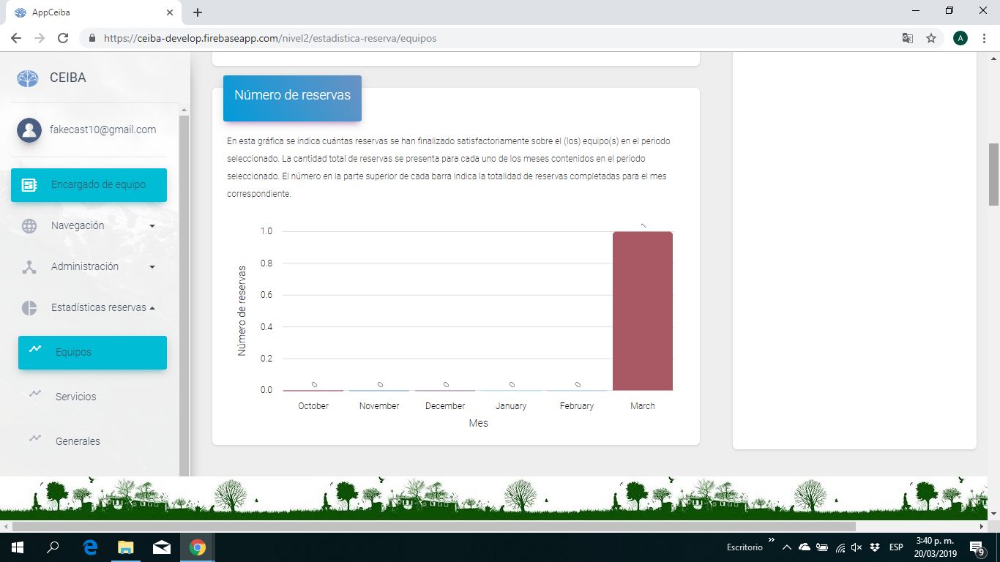 AppCeiba
https://ceiba-develop.firebaseapp.com/nivel2/estadistica-reserva/equipos
A
CEIBA
fakecast10@gmail.com
Encargado de equipo
Navegación
Administración
Estadísticas reservas
Equipos
Servicios
Generales
Número de reservas
En esta gráfica se indica cuántas reservas se han finalizado satisfactoriamente sobre el (los) equipo(s) en el periodo
seleccionado. La cantidad total de reservas se presenta para cada uno de los meses contenidos en el periodo
seleccionado. El número en la parte superior de cada barra indica la totalidad de reservas completadas para el mes
correspondiente.
1.0
0.8
0.6
0.4
0.2
0.0
Número de reservas
0 0 0 0 0 1
October November December January February March
Mes
Escritorio
ESP
3:40 p. m.
20/03/2019
9